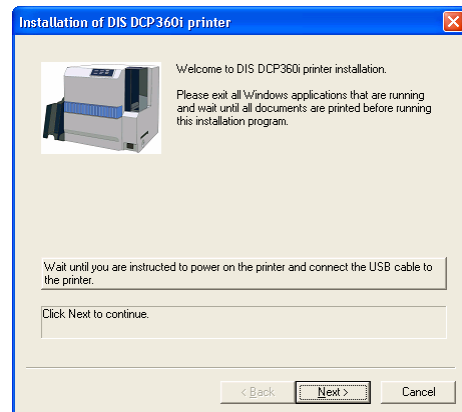 Installation of DIS DCP360i printer
Welcome to DIS DCP360i printer installation.
Please exit all Windows applications that are running
and wait until all documents are printed before running
this installation program.
Wait until you are instructed to power on the printer and connect the USB cable to
the printer.
Click Next to continue.
< Back
Next >
Cancel